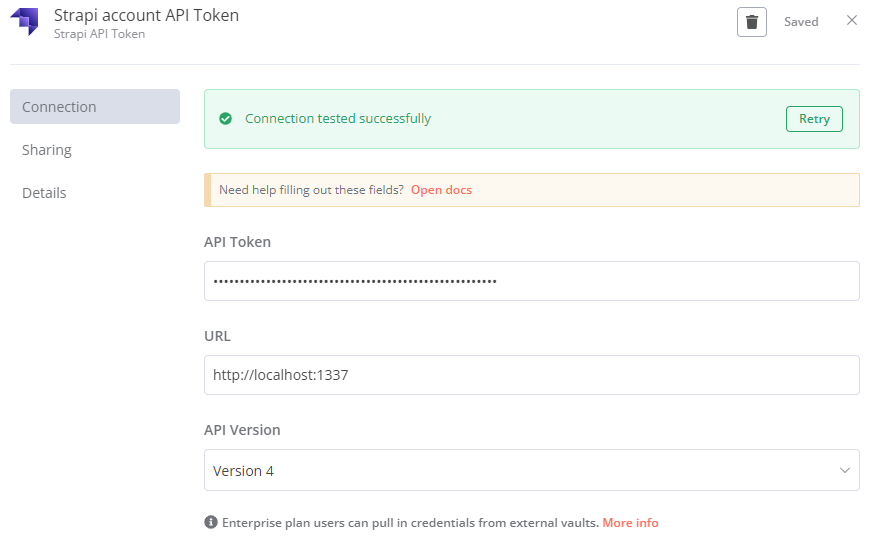 Strapi account API Token
Strapi API Token
Saved
Connection
Sharing
Details
Connection tested successfully
Retry
Need help filling out these fields? Open docs
API Token
••••••••••••••••••••••••••••••••••••••••••••••••••••••
URL
http://localhost:1337
API Version
Version 4
Enterprise plan users can pull in credentials from external vaults. More info